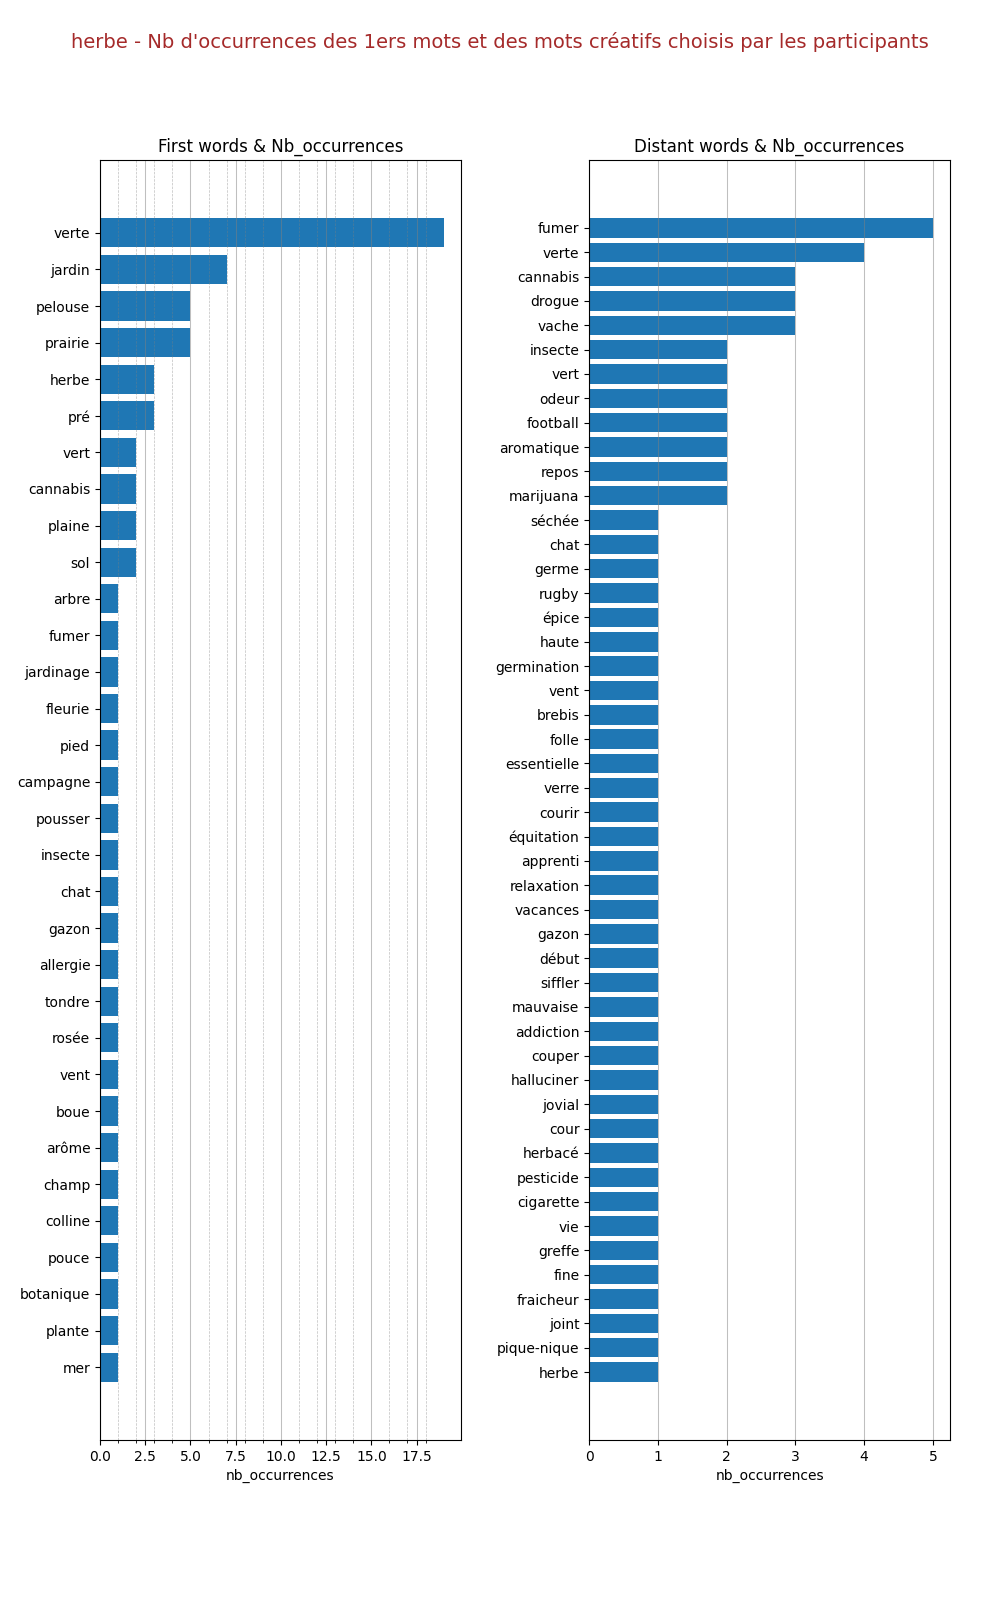 herbe - Nb d'occurrences des 1ers mots et des mots créatifs choisis par les participants
First words & Nb_occurrences
verte
jardin
pelouse
prairie
herbe
pré
vert
cannabis
plaine
sol
arbre
fumer
jardinage
fleurie
pied
campagne
pousser
insecte
chat
gazon
allergie
tondre
rosée
vent
boue
arôme
champ
colline
pouce
botanique
plante
mer
0.0 2.5 5.0 7.5 10.0 12.5 15.0 17.5
nb_occurrences
Distant words & Nb_occurrences
fumer
verte
cannabis
drogue
vache
insecte
vert
odeur
football
aromatique
repos
marijuana
séchée
chat
germe
rugby
épice
haute
germination
vent
brebis
folle
essentielle
verre
courir
équitation
apprenti
relaxation
vacances
gazon
début
siffler
mauvaise
addiction
couper
halluciner
jovial
cour
herbacé
pesticide
cigarette
vie
greffe
fine
fraicheur
joint
pique-nique
herbe
0 1 2 3 4 5
nb_occurrences